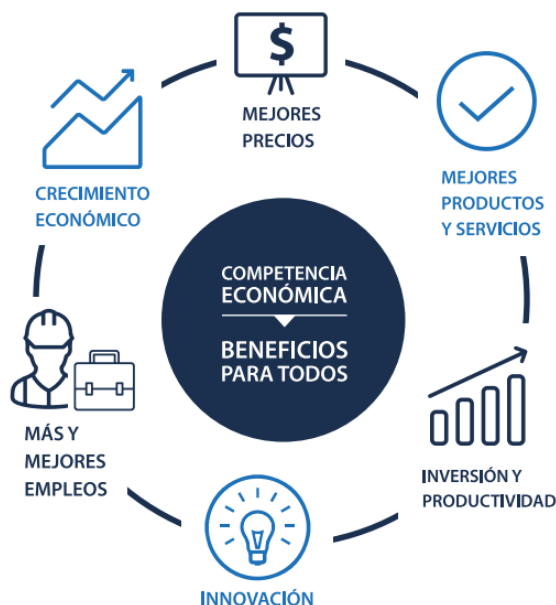 $
MEJORES
PRECIOS
MEJORES
PRODUCTOS
Y SERVICIOS
INVERSIÓN Y
PRODUCTIVIDAD
INNOVACIÓN
MÁS Y
MEJORES
EMPLEOS
CRECIMIENTO
ECONÓMICO
COMPETENCIA
ECONÓMICA
BENEFICIOS
PARA TODOS